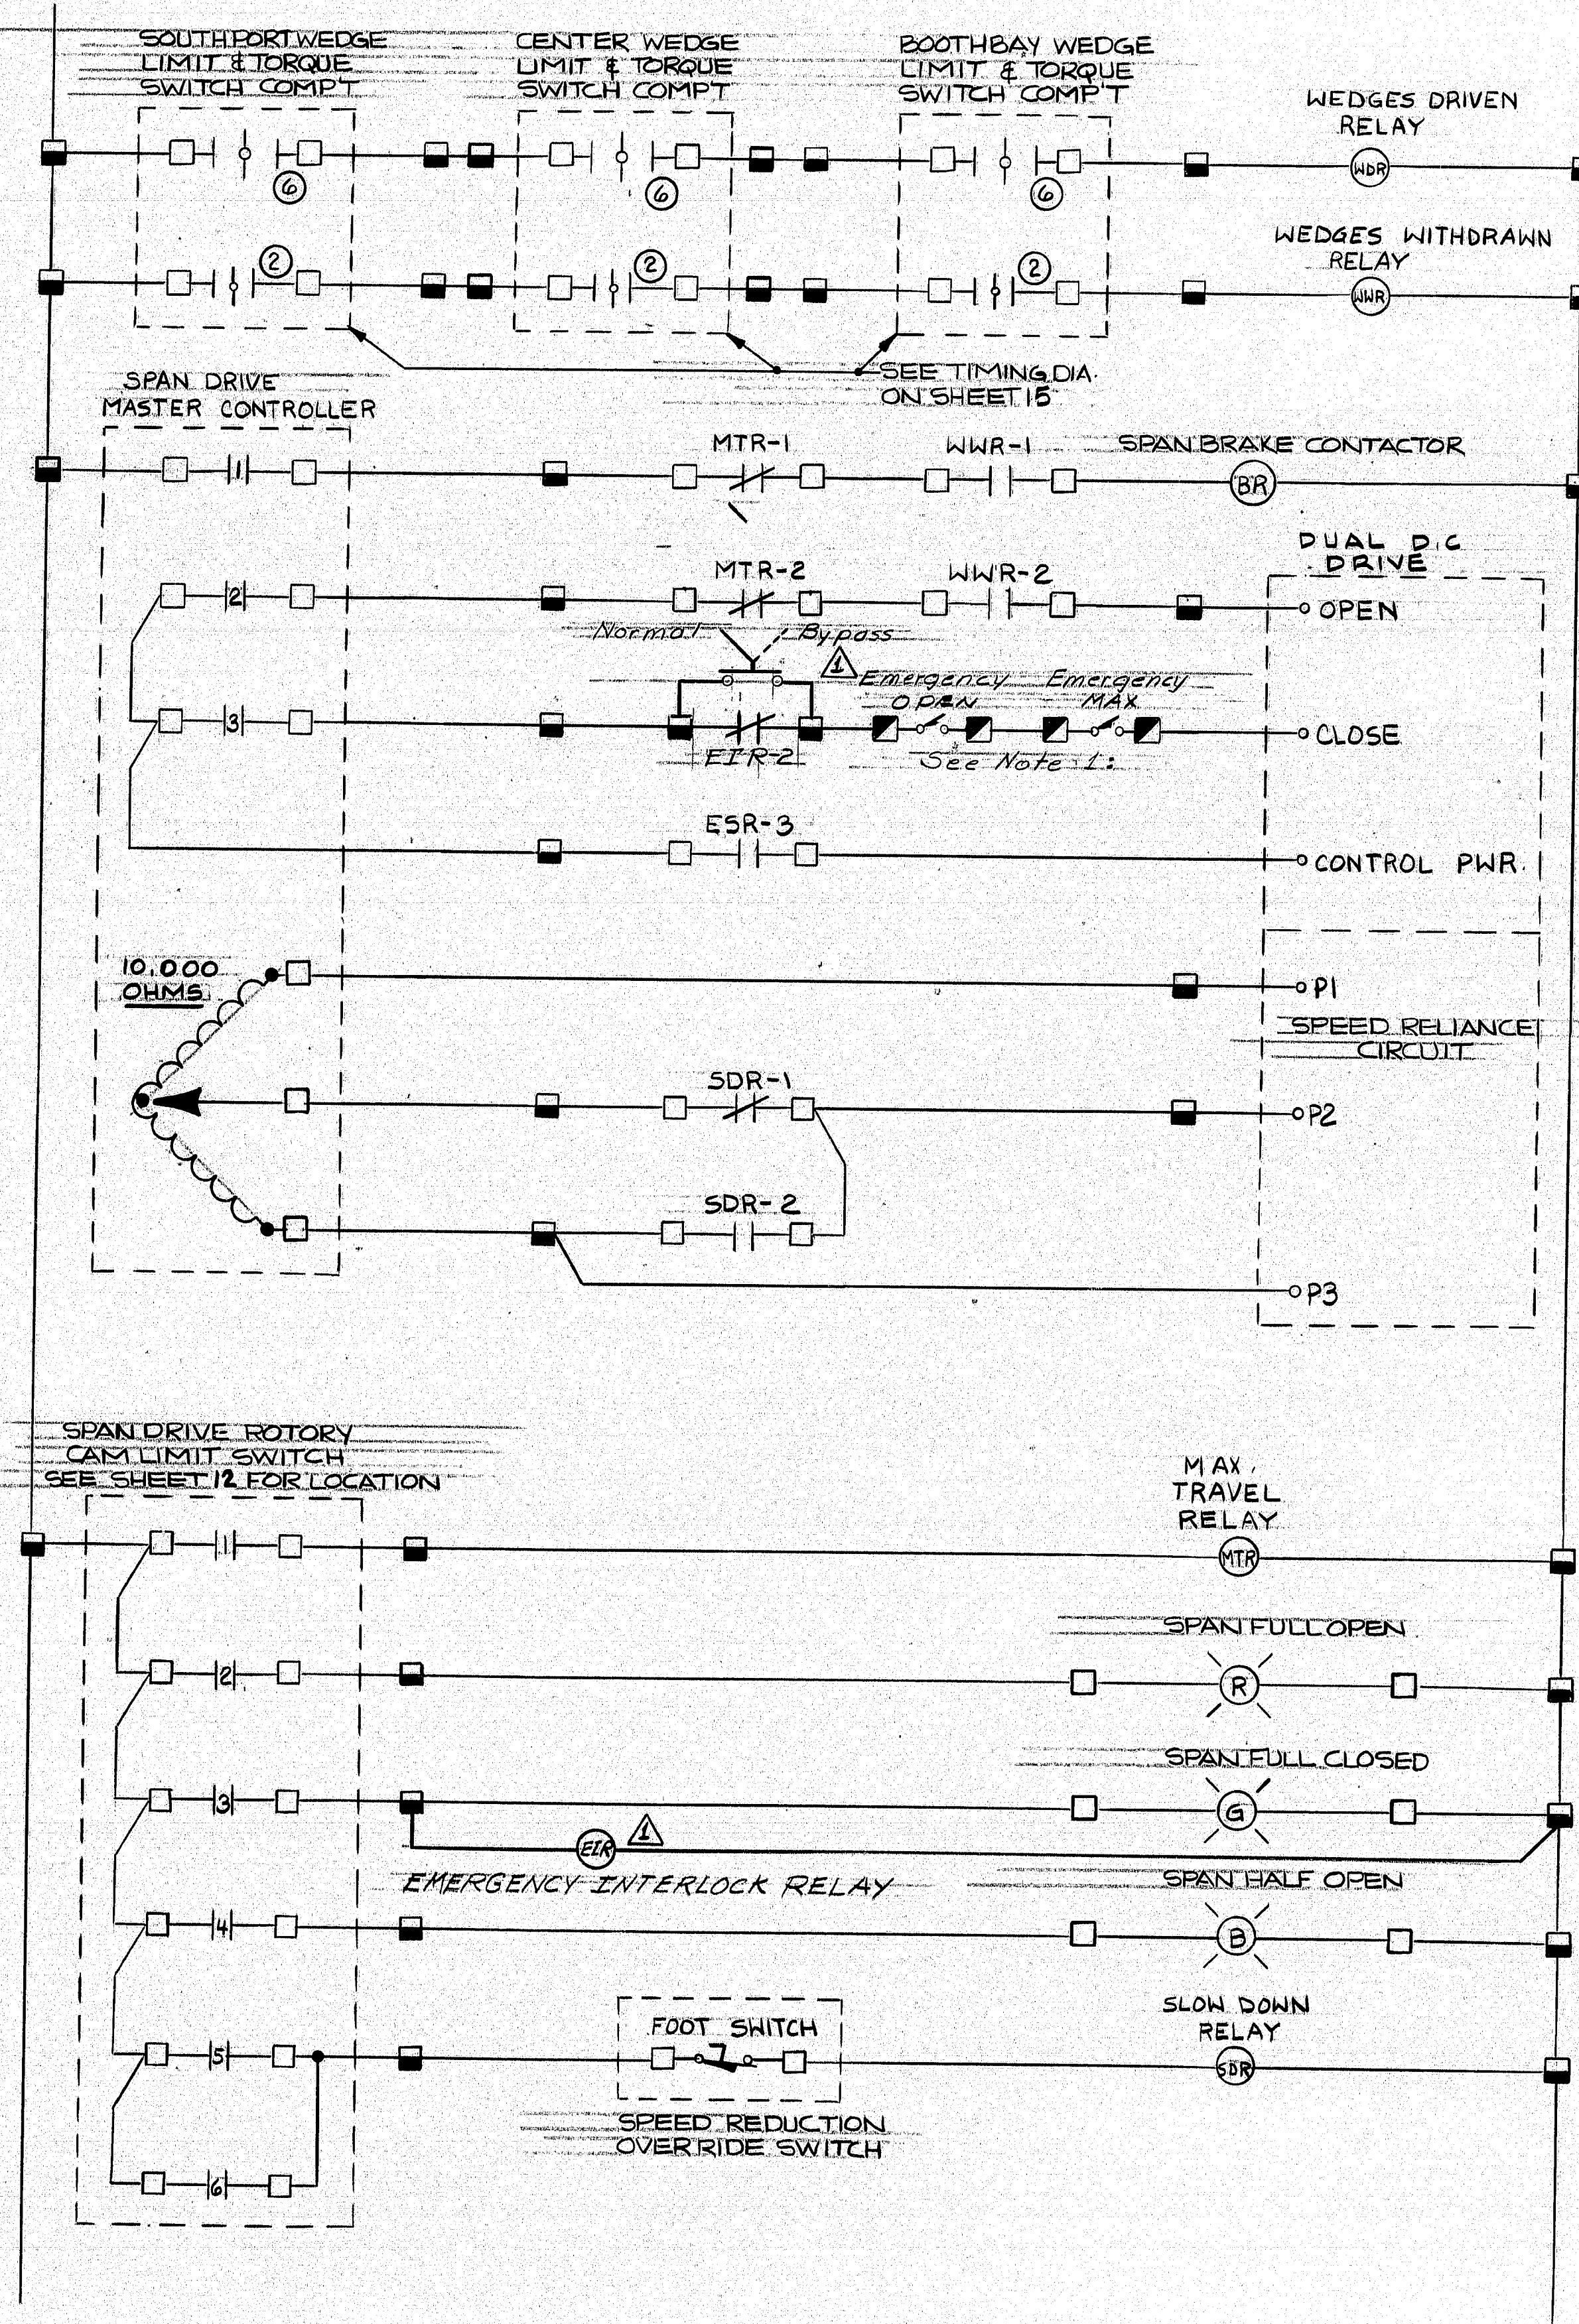 SOUTHPORT WEDGE
LIMIT & TORQUE
SWITCH COMP'T
CENTER WEDGE
LIMIT & TORQUE
SWITCH COMP'T
BOOTHBAY WEDGE
LIMIT & TORQUE
SWITCH COMP'T
WEDGES DRIVEN
RELAY
6
6
6
WDR
WEDGES WITHDRAWN
RELAY
2
2
2
WWR
SEE TIMING DIA.
ON SHEET 15
SPAN DRIVE
MASTER CONTROLLER
MTR-1
WWR-1
SPAN BRAKE CONTACTOR
1
BR
DUAL D.C
DRIVE
MTR-2
WWR-2
2
OPEN
Normal
Bypass
1
Emergency
OPEN
Emergency
MAX
3
CLOSE
EIR-2
See Note 1:
ESR-3
CONTROL PWR.
10,000
OHMS
P1
SPEED RELIANCE
CIRCUIT
SDR-1
P2
SDR-2
P3
SPAN DRIVE ROTORY
CAM LIMIT SWITCH
SEE SHEET 12 FOR LOCATION
MAX.
TRAVEL
RELAY
1
MTR
SPAN FULL OPEN
2
R
SPAN FULL CLOSED
3
G
EIR
1
EMERGENCY INTERLOCK RELAY
SPAN HALF OPEN
4
B
SLOW DOWN
RELAY
FOOT SWITCH
5
SDR
SPEED REDUCTION
OVERRIDE SWITCH
6